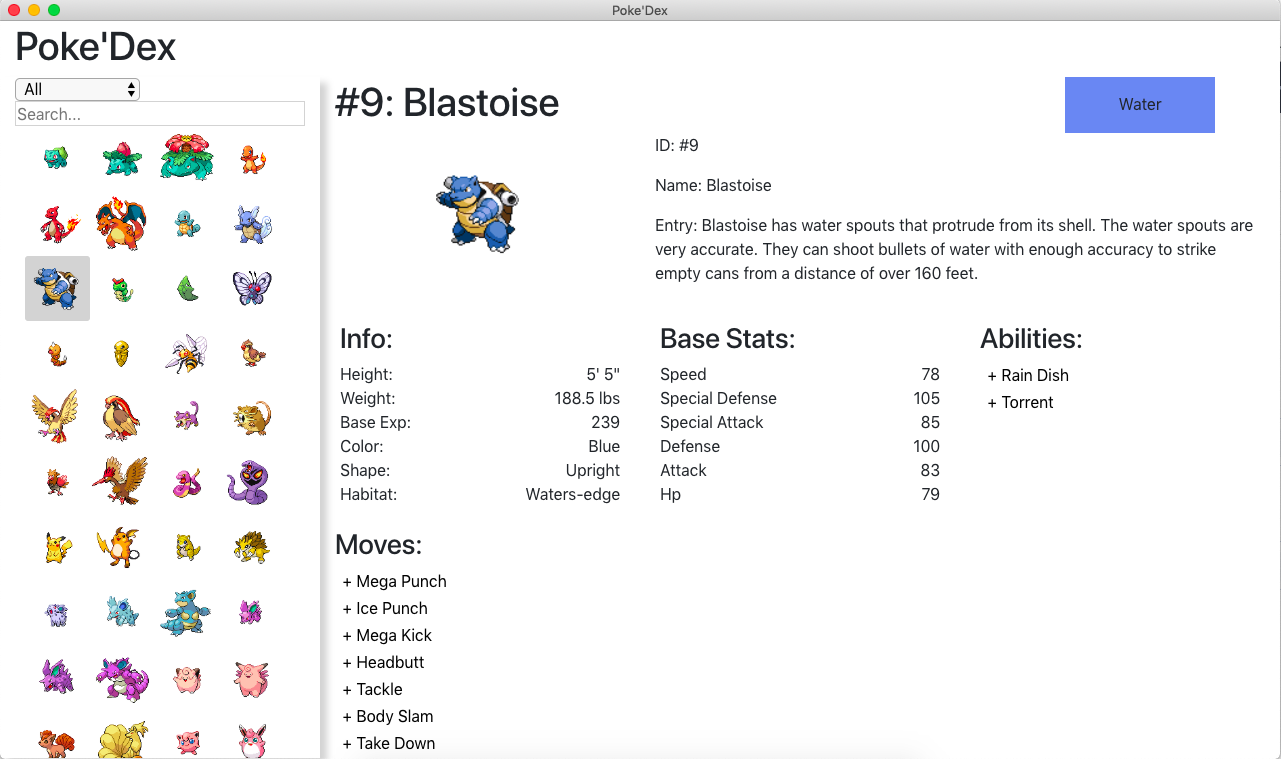 Poke'Dex
Poke'Dex
All
Search...
#9: Blastoise
Water
ID: #9
Name: Blastoise
Entry: Blastoise has water spouts that protrude from its shell. The water spouts are
very accurate. They can shoot bullets of water with enough accuracy to strike
empty cans from a distance of over 160 feet.
Info:
Height: 5' 5"
Weight: 188.5 lbs
Base Exp: 239
Color: Blue
Shape: Upright
Habitat: Waters-edge
Base Stats:
Speed 78
Special Defense 105
Special Attack 85
Defense 100
Attack 83
Hp 79
Abilities:
+ Rain Dish
+ Torrent
Moves:
+ Mega Punch
+ Ice Punch
+ Mega Kick
+ Headbutt
+ Tackle
+ Body Slam
+ Take Down